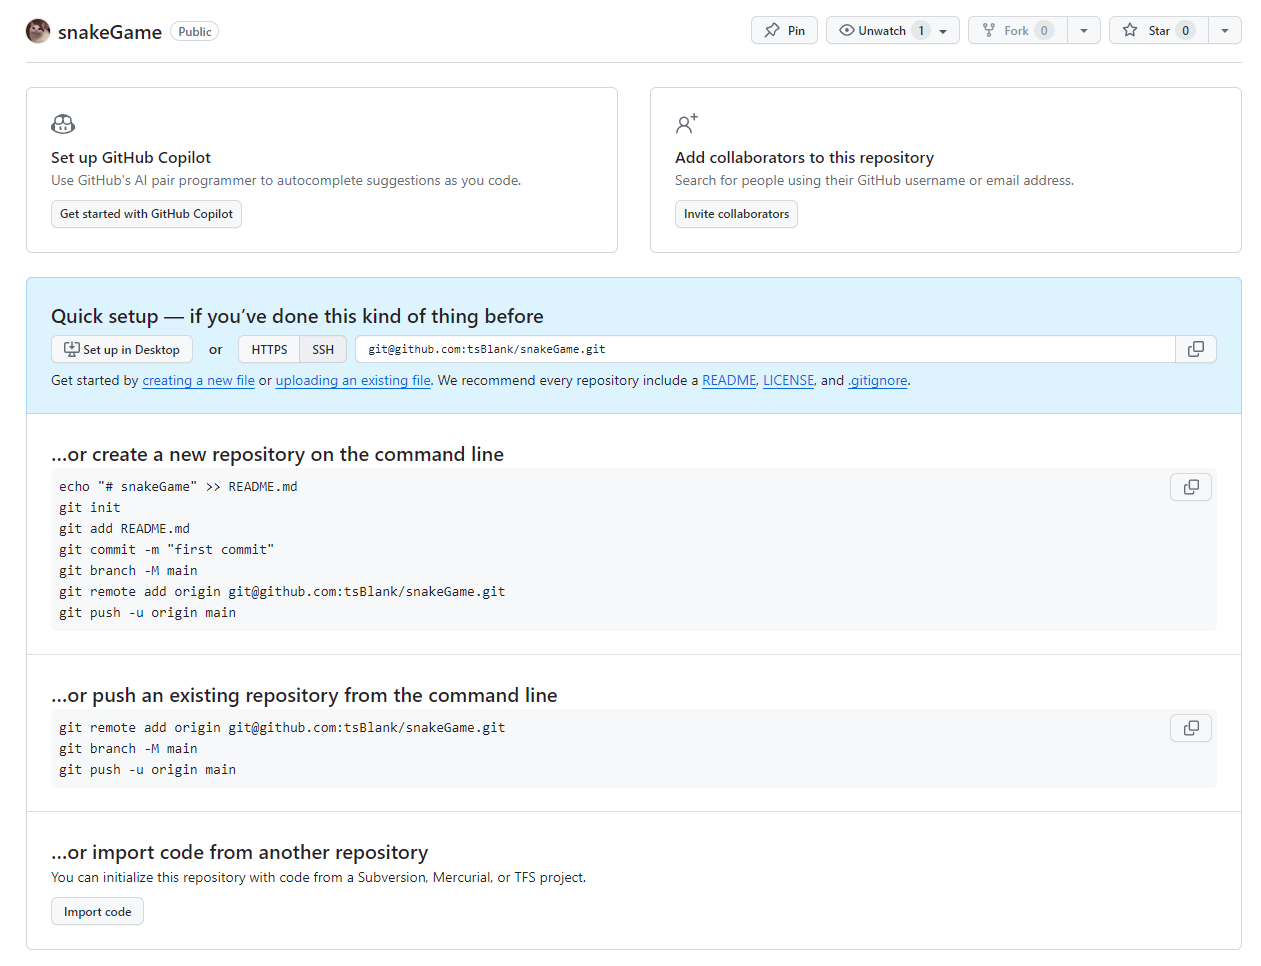 snakeGame Public Pin Unwatch 1 Fork 0 Star 0
Set up GitHub Copilot
Use GitHub's AI pair programmer to autocomplete suggestions as you code.
Get started with GitHub Copilot
Add collaborators to this repository
Search for people using their GitHub username or email address.
Invite collaborators
Quick setup — if you’ve done this kind of thing before
Set up in Desktop or HTTPS SSH git@github.com:tsBlank/snakeGame.git
Get started by creating a new file or uploading an existing file. We recommend every repository include a README, LICENSE, and .gitignore.
…or create a new repository on the command line
echo "# snakeGame" >> README.md
git init
git add README.md
git commit -m "first commit"
git branch -M main
git remote add origin git@github.com:tsBlank/snakeGame.git
git push -u origin main
…or push an existing repository from the command line
git remote add origin git@github.com:tsBlank/snakeGame.git
git branch -M main
git push -u origin main
…or import code from another repository
You can initialize this repository with code from a Subversion, Mercurial, or TFS project.
Import code